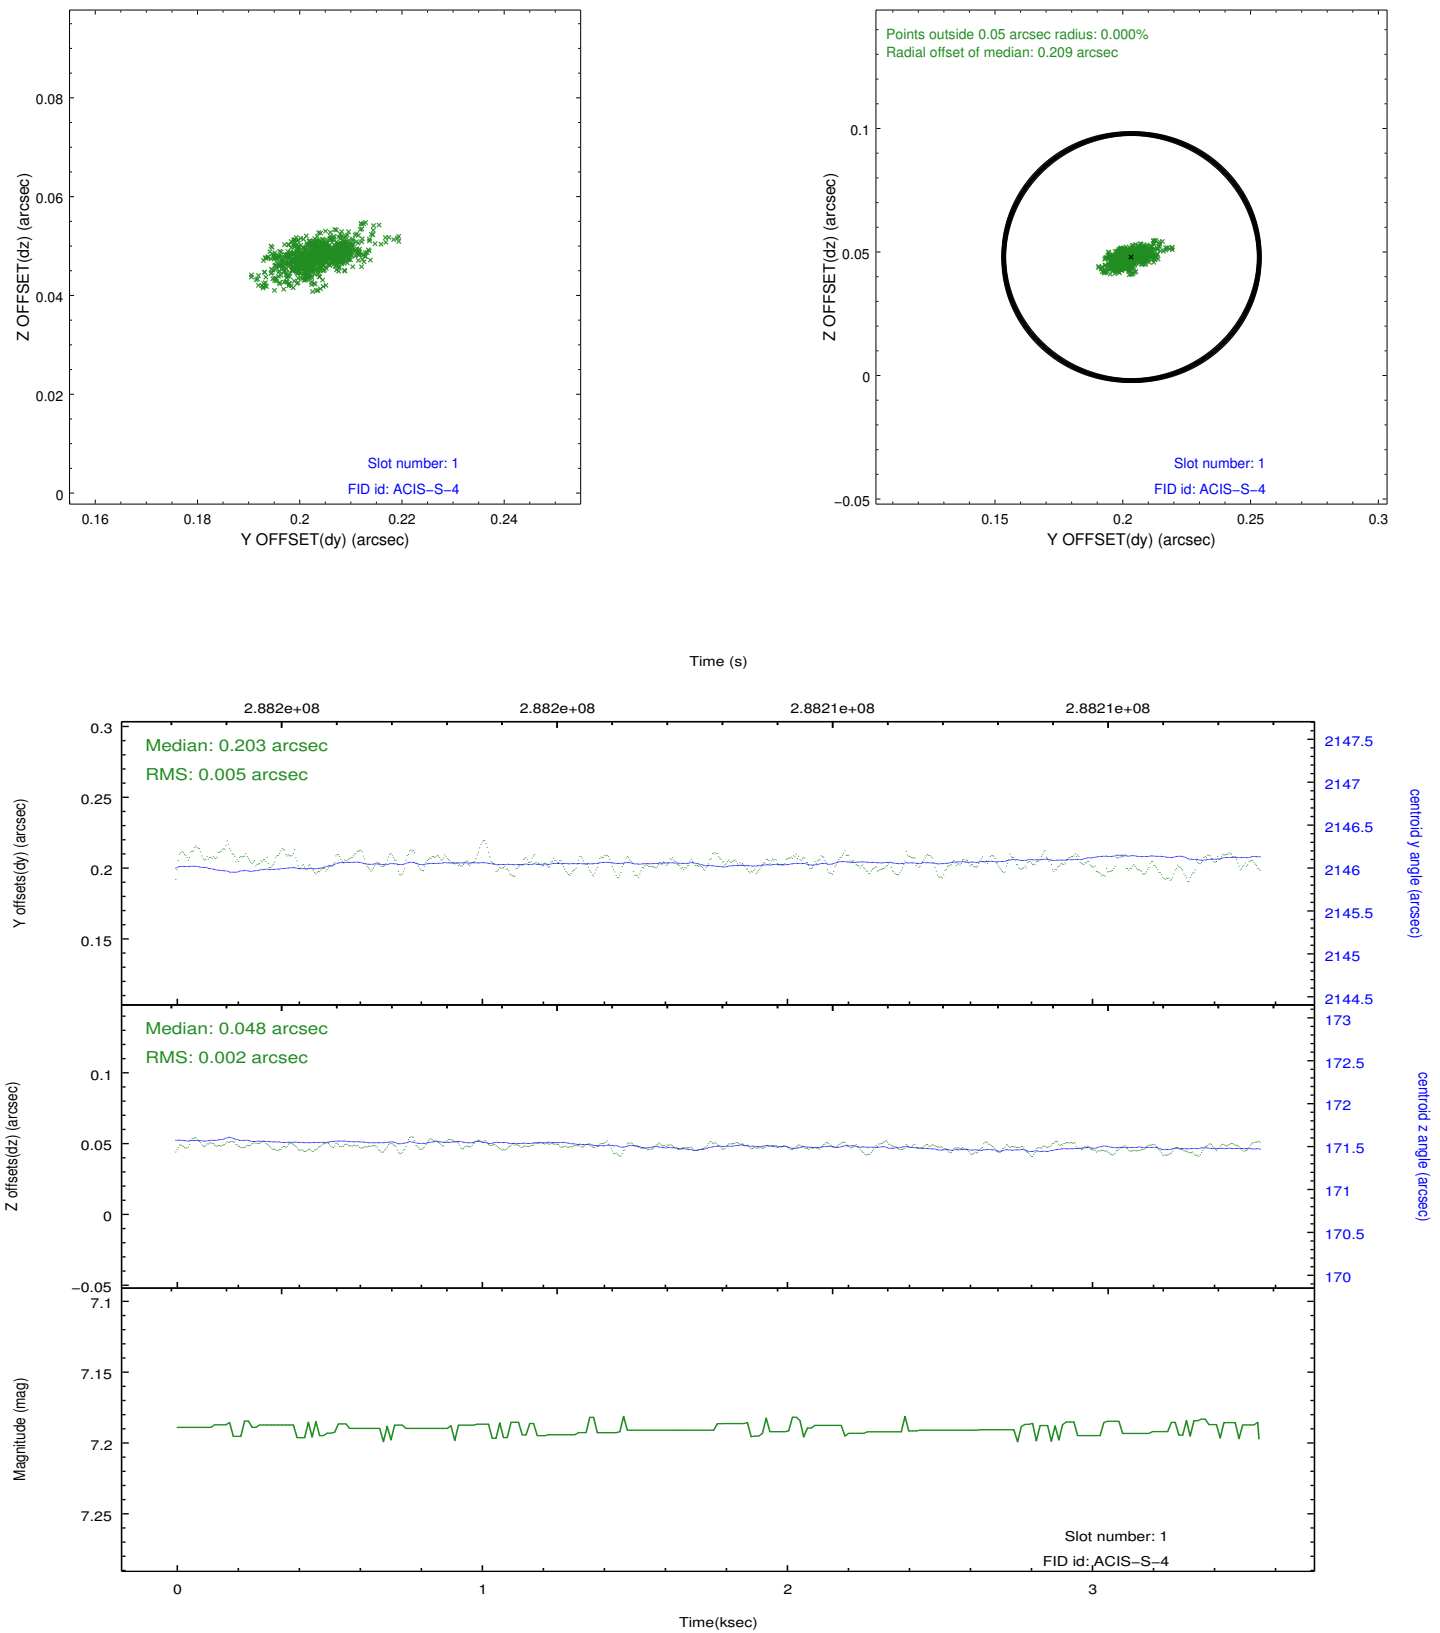 0.08
0.06
0.04
0.02
0
Z OFFSET(dz) (arcsec)
Slot number: 1
FID id: ACIS−S−4
0.16 0.18 0.2 0.22 0.24
Y OFFSET(dy) (arcsec)
Points outside 0.05 arcsec radius: 0.000%
Radial offset of median: 0.209 arcsec
0.1
0.05
0
−0.05
Z OFFSET(dz) (arcsec)
Slot number: 1
FID id: ACIS−S−4
0.15 0.2 0.25 0.3
Y OFFSET(dy) (arcsec)
Time (s)
2.882e+08 2.882e+08 2.8821e+08 2.8821e+08
Median: 0.203 arcsec
RMS: 0.005 arcsec
0.3
0.25
0.2
0.15
Y offsets(dy) (arcsec)
2147.5
2147
2146.5
2146
2145.5
2145
2144.5
centroid y angle (arcsec)
Median: 0.048 arcsec
RMS: 0.002 arcsec
0.1
0.05
0
−0.05
Z offsets(dz) (arcsec)
173
172.5
172
171.5
171
170.5
170
centroid z angle (arcsec)
7.1
7.15
7.2
7.25
Magnitude (mag)
Slot number: 1
FID id: ACIS−S−4
0 1 2 3
Time(ksec)